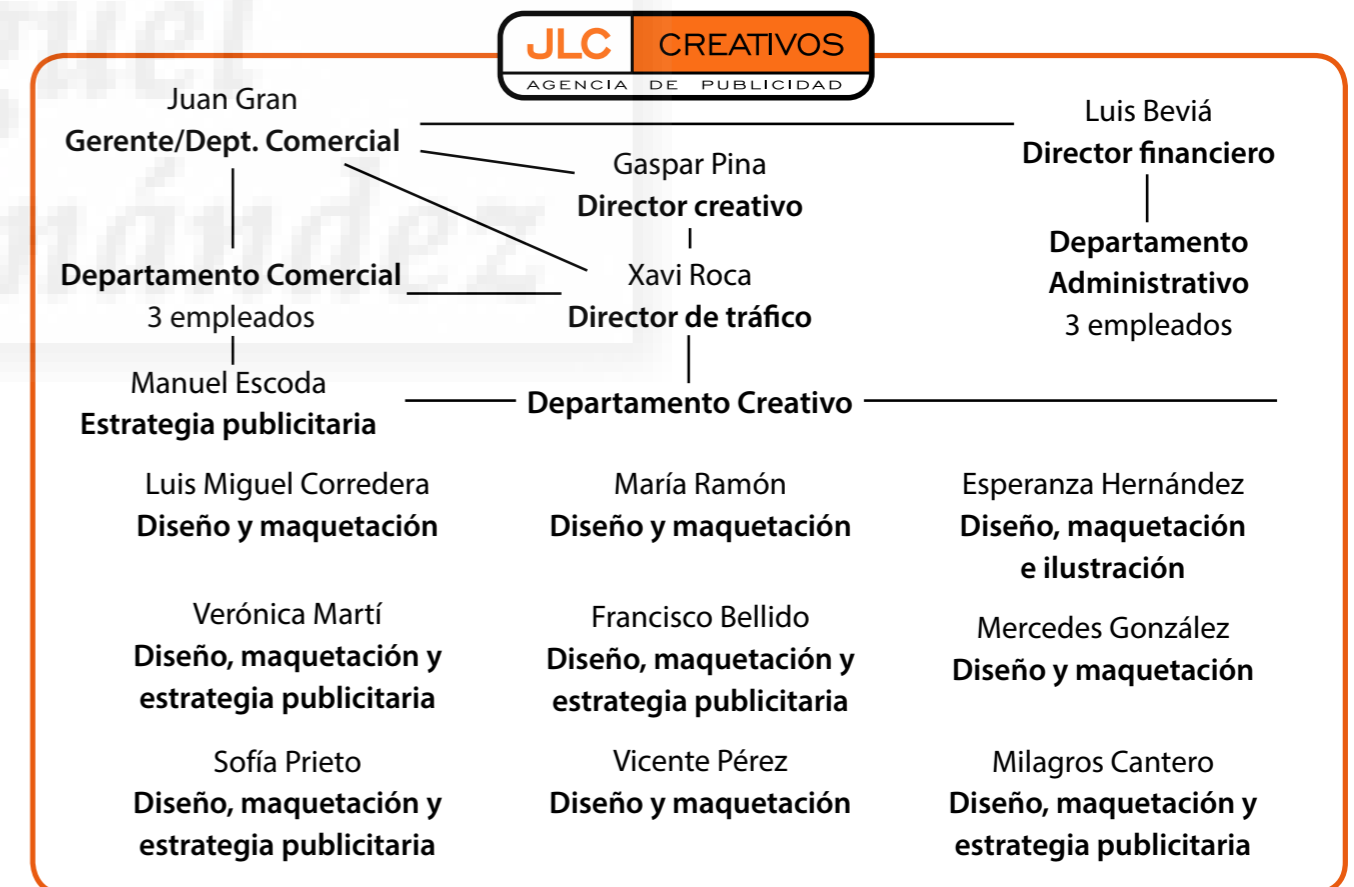 JLC CREATIVOS
AGENCIA DE PUBLICIDAD
Juan Gran
Gerente/Dept. Comercial
Luis Beviá
Director financiero
Gaspar Pina
Director creativo
Departamento
Administrativo
3 empleados
Departamento Comercial
3 empleados
Xavi Roca
Director de tráfico
Manuel Escoda
Estrategia publicitaria
Departamento Creativo
Luis Miguel Corredera
Diseño y maquetación
María Ramón
Diseño y maquetación
Esperanza Hernández
Diseño, maquetación
e ilustración
Verónica Martí
Diseño, maquetación y
estrategia publicitaria
Francisco Bellido
Diseño, maquetación y
estrategia publicitaria
Mercedes González
Diseño y maquetación
Sofía Prieto
Diseño, maquetación y
estrategia publicitaria
Vicente Pérez
Diseño y maquetación
Milagros Cantero
Diseño, maquetación y
estrategia publicitaria